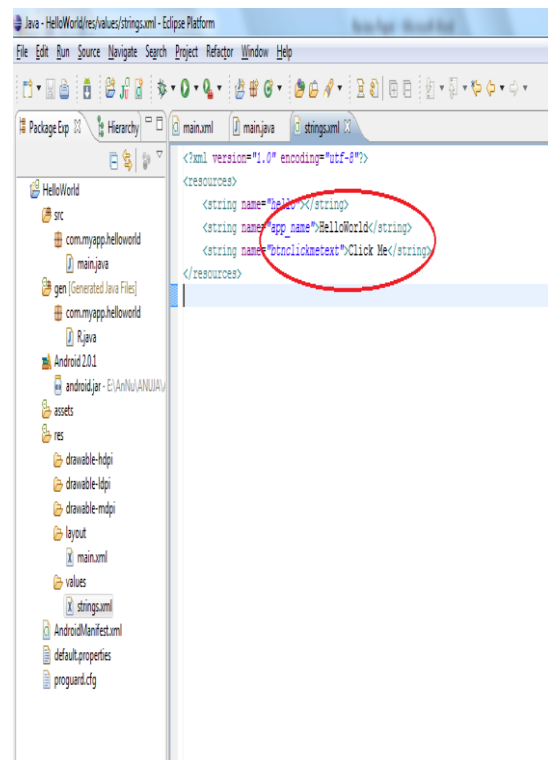 Java - HelloWorld/res/values/strings.xml - Eclipse Platform
File Edit Run Source Navigate Search Project Refactor Window Help
Package Exp Hierarchy
main.xml main.java strings.xml
HelloWorld
src
com.myapp.helloworld
main.java
gen [Generated Java Files]
com.myapp.helloworld
R.java
Android 2.0.1
android.jar - E:\AnNu\ANUJA\
assets
res
drawable-hdpi
drawable-ldpi
drawable-mdpi
layout
main.xml
values
strings.xml
AndroidManifest.xml
default.properties
proguard.cfg
<?xml version="1.0" encoding="utf-8"?>
<resources>
<string name="hello"></string>
<string name="app_name">HelloWorld</string>
<string name="btnclickmetext">Click Me</string>
</resources>